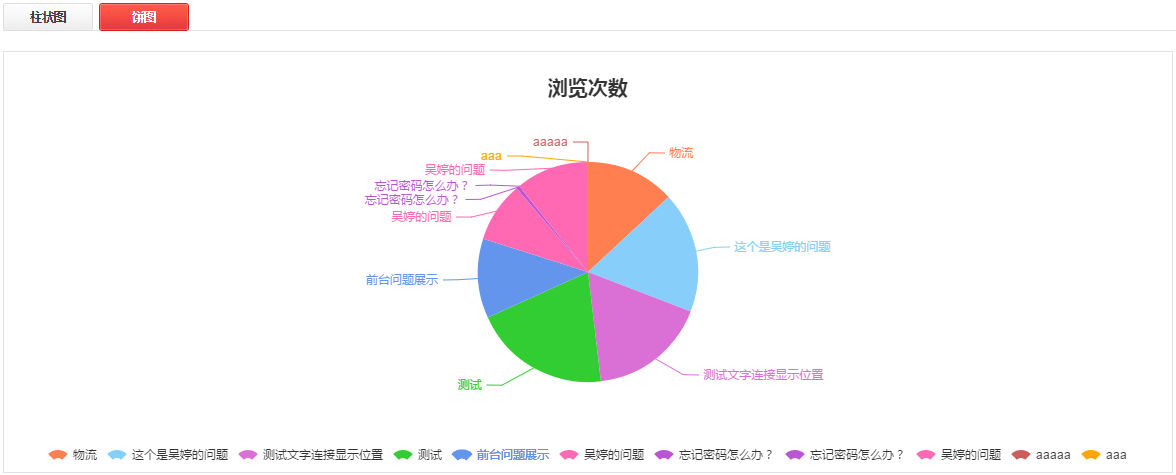 柱状图 饼图
浏览次数
aaaaa
物流
aaa
吴婷的问题
忘记密码怎么办？
忘记密码怎么办？
吴婷的问题
这个是吴婷的问题
前台问题展示
测试文字连接显示位置
测试
物流 这个是吴婷的问题 测试文字连接显示位置 测试 前台问题展示 吴婷的问题 忘记密码怎么办？ 忘记密码怎么办？ 吴婷的问题 aaaaa aaa